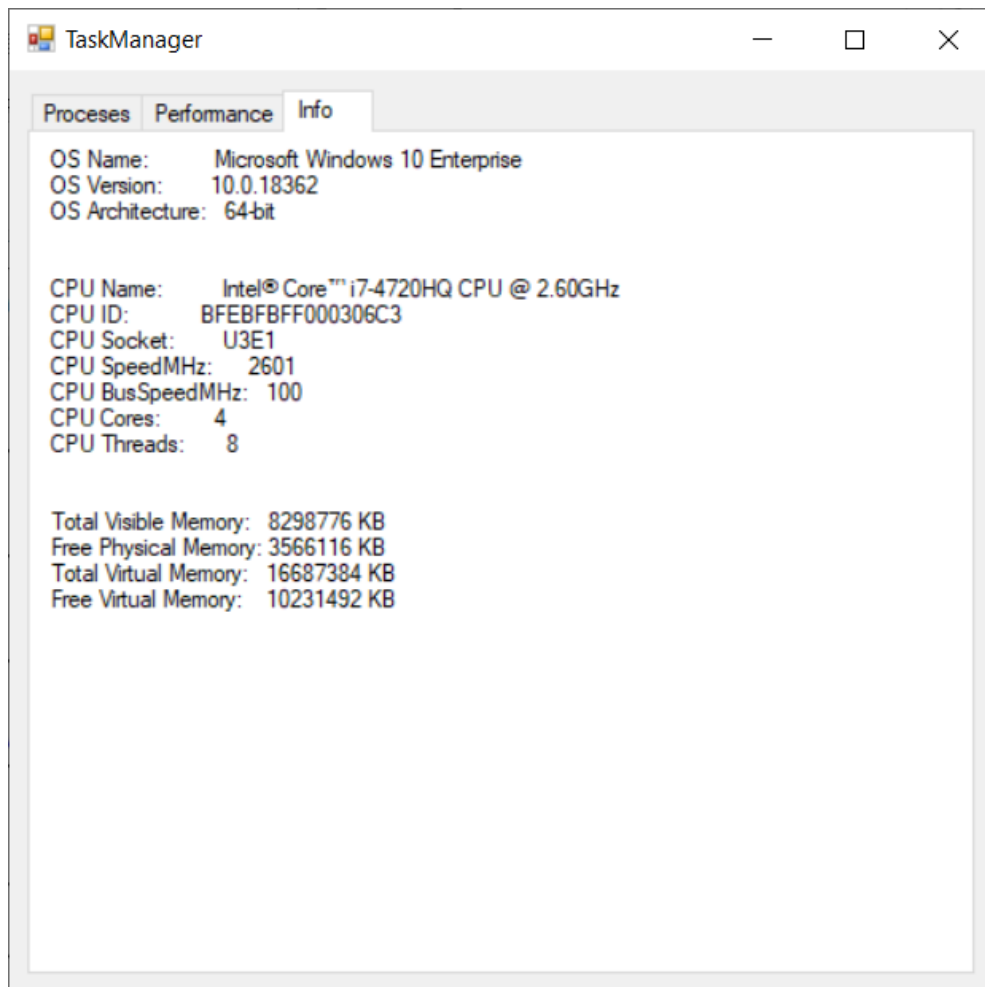 TaskManager
Proceses Performance Info
OS Name: Microsoft Windows 10 Enterprise
OS Version: 10.0.18362
OS Architecture: 64-bit
CPU Name: Intel® Core™ i7-4720HQ CPU @ 2.60GHz
CPU ID: BFEBFBFF000306C3
CPU Socket: U3E1
CPU SpeedMHz: 2601
CPU BusSpeedMHz: 100
CPU Cores: 4
CPU Threads: 8
Total Visible Memory: 8298776 KB
Free Physical Memory: 3566116 KB
Total Virtual Memory: 16687384 KB
Free Virtual Memory: 10231492 KB